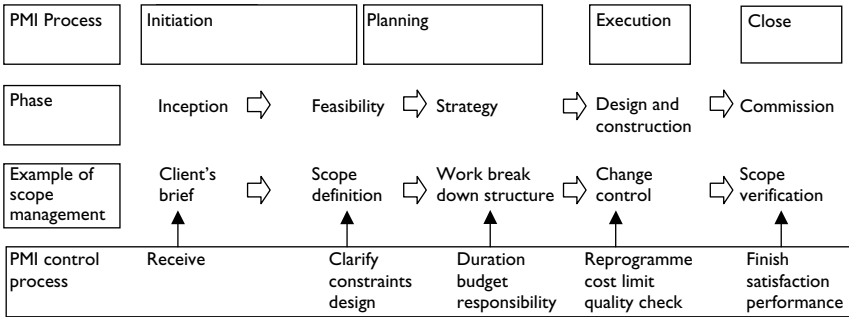 PMI Process
Initiation
Planning
Execution
Close
Phase
Inception
Feasibility
Strategy
Design and
construction
Commission
Example of
scope
management
Client's
brief
Scope
definition
Work break
down structure
Change
control
Scope
verification
PMI control
process
Receive
Clarify
constraints
design
Duration
budget
responsibility
Reprogramme
cost limit
quality check
Finish
satisfaction
performance